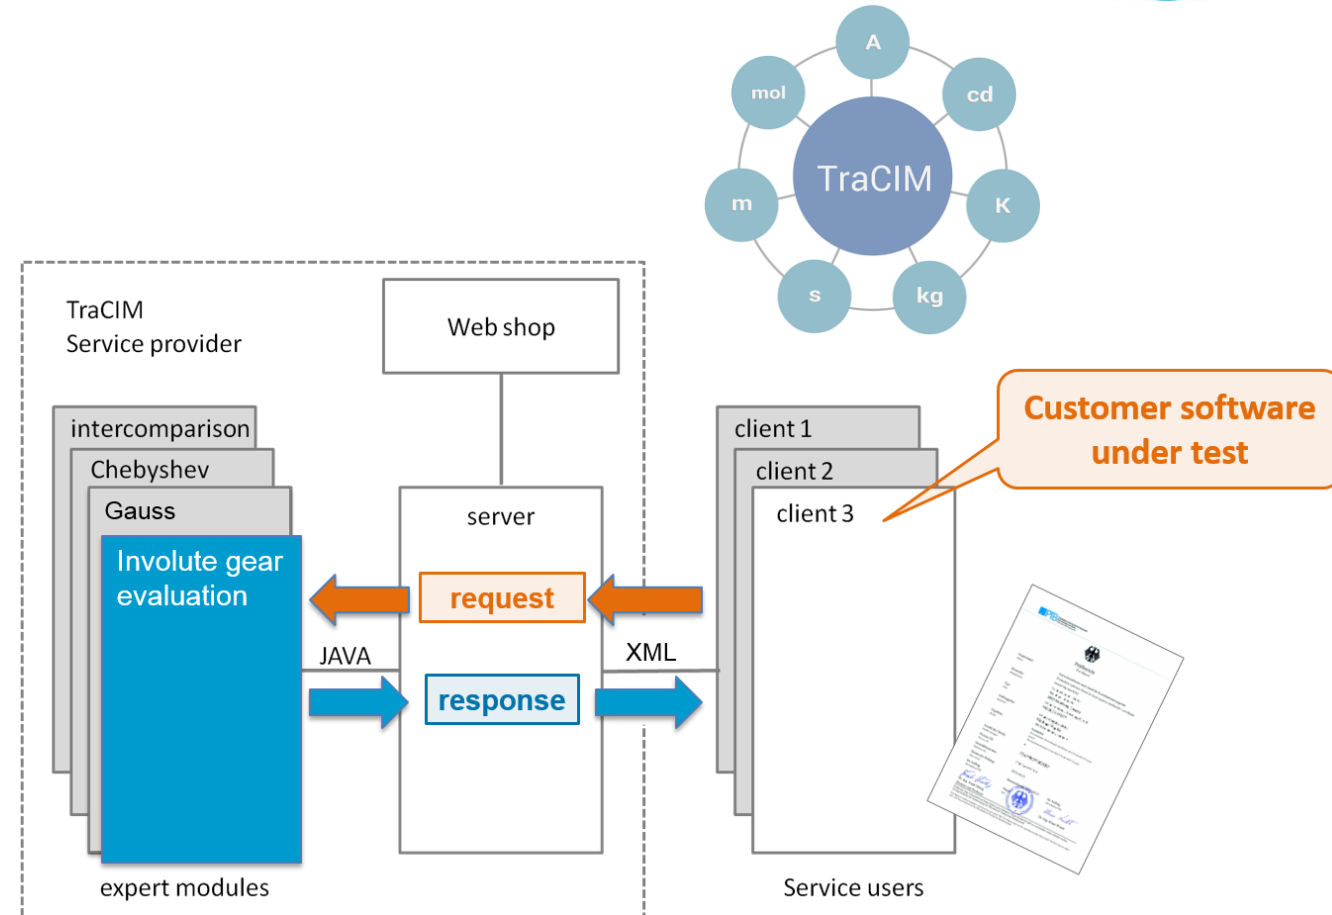 A
mol
cd
TraCIM
m
K
s
kg
TraCIM
Service provider
Web shop
intercomparison
Chebyshev
Gauss
Involute gear
evaluation
server
request
JAVA
response
XML
client 1
client 2
client 3
Customer software
under test
PTB
expert modules
Service users